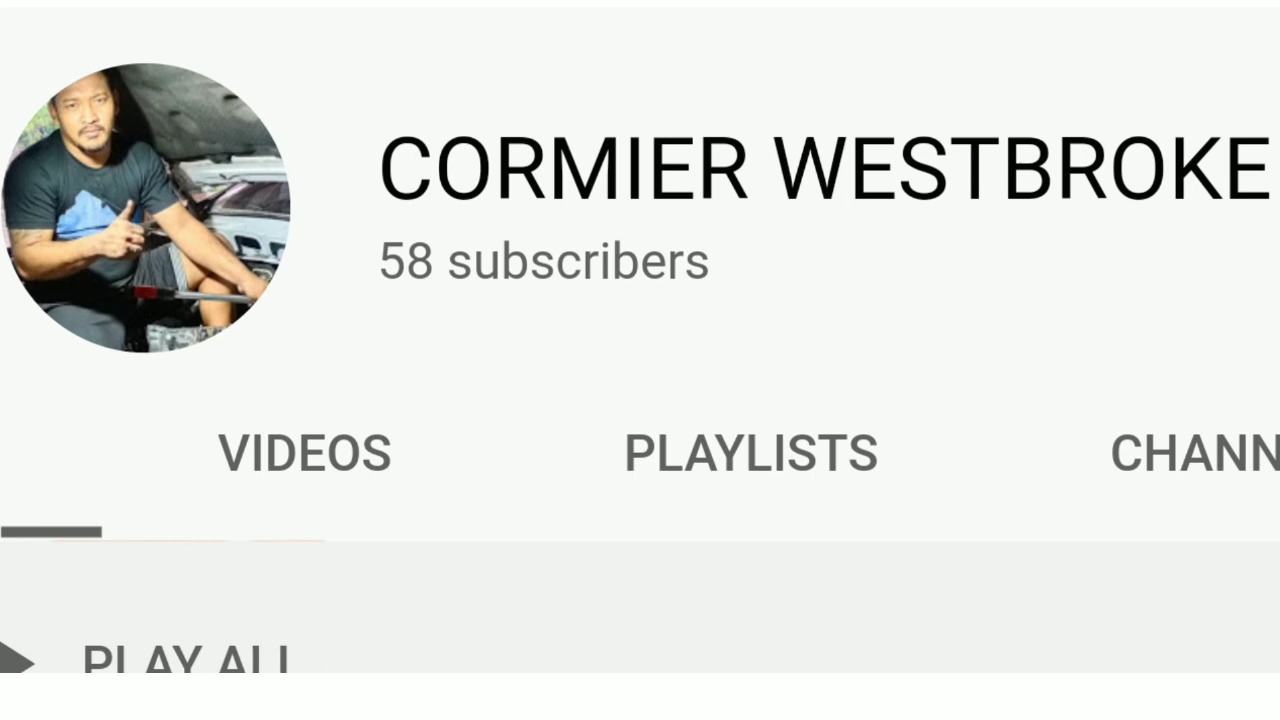 CORMIER WESTBROKE
58 subscribers
VIDEOS PLAYLISTS CHANN
PLAY ALL